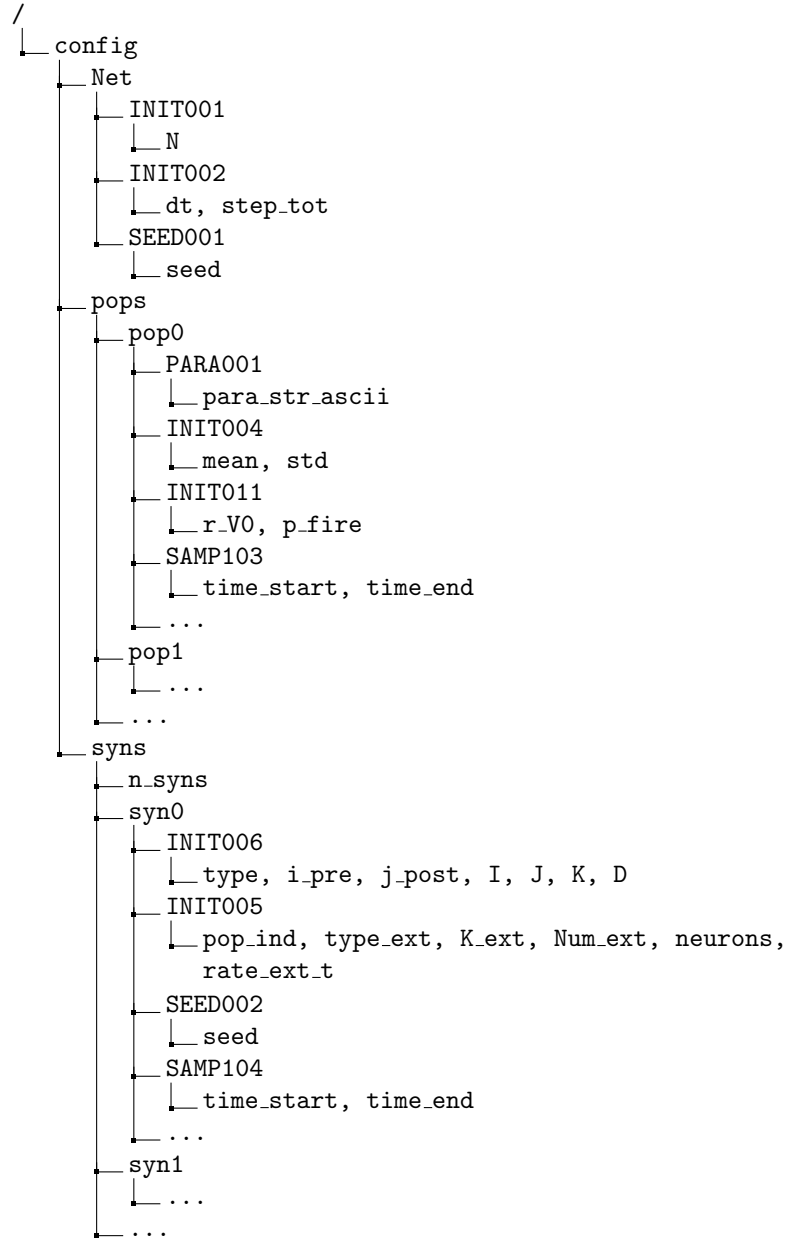 /
config
Net
INIT001
N
INIT002
dt, step_tot
SEED001
seed
pops
pop0
PARA001
para_str_ascii
INIT004
mean, std
INIT011
r_V0, p_fire
SAMP103
time_start, time_end
...
pop1
...
...
syns
n_syns
syn0
INIT006
type, i_pre, j_post, I, J, K, D
INIT005
pop_ind, type_ext, K_ext, Num_ext, neurons,
rate_ext_t
SEED002
seed
SAMP104
time_start, time_end
...
syn1
...
...